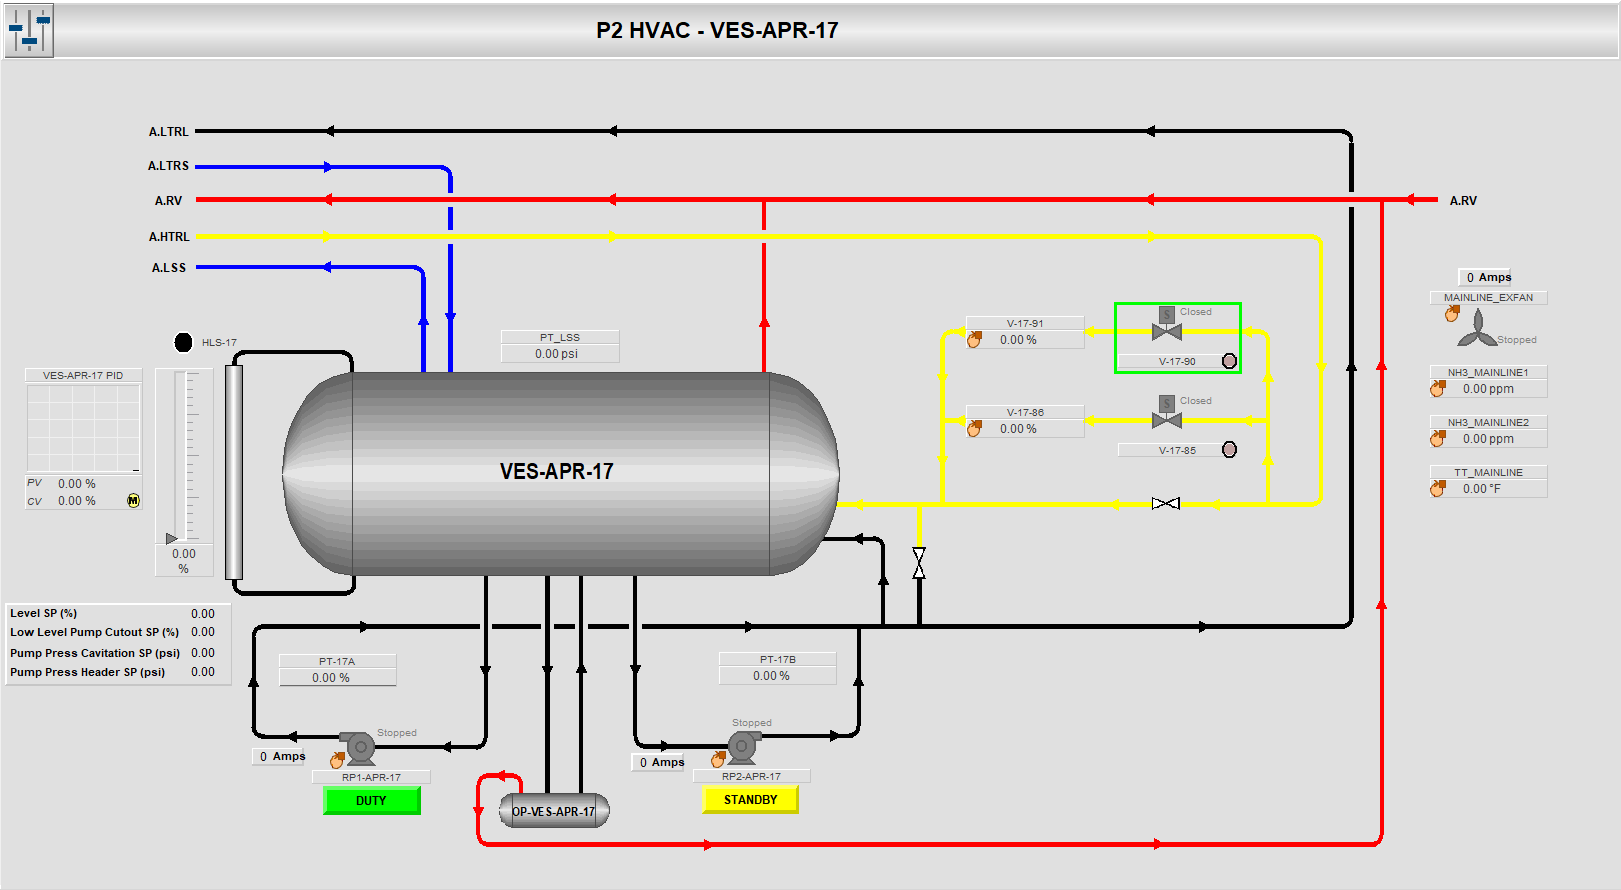 P2 HVAC - VES-APR-17
A.LTRL
A.LTRS
A.RV
A.RV
A.HTRL
A.LSS
0 Amps
MAINLINE_EXFAN
Stopped
HLS-17
PT_LSS
0.00 psi
V-17-91
0.00 %
S
Closed
V-17-90
NH3_MAINLINE1
0.00 ppm
VES-APR-17 PID
PV 0.00 %
CV 0.00 %
M
0.00
%
V-17-86
0.00 %
S
Closed
V-17-85
NH3_MAINLINE2
0.00 ppm
VES-APR-17
TT_MAINLINE
0.00 °F
Level SP (%) 0.00
Low Level Pump Cutout SP (%) 0.00
Pump Press Cavitation SP (psi) 0.00
Pump Press Header SP (psi) 0.00
PT-17A
0.00 %
PT-17B
0.00 %
Stopped
0 Amps
RP1-APR-17
DUTY
Stopped
0 Amps
RP2-APR-17
STANDBY
OP-VES-APR-17